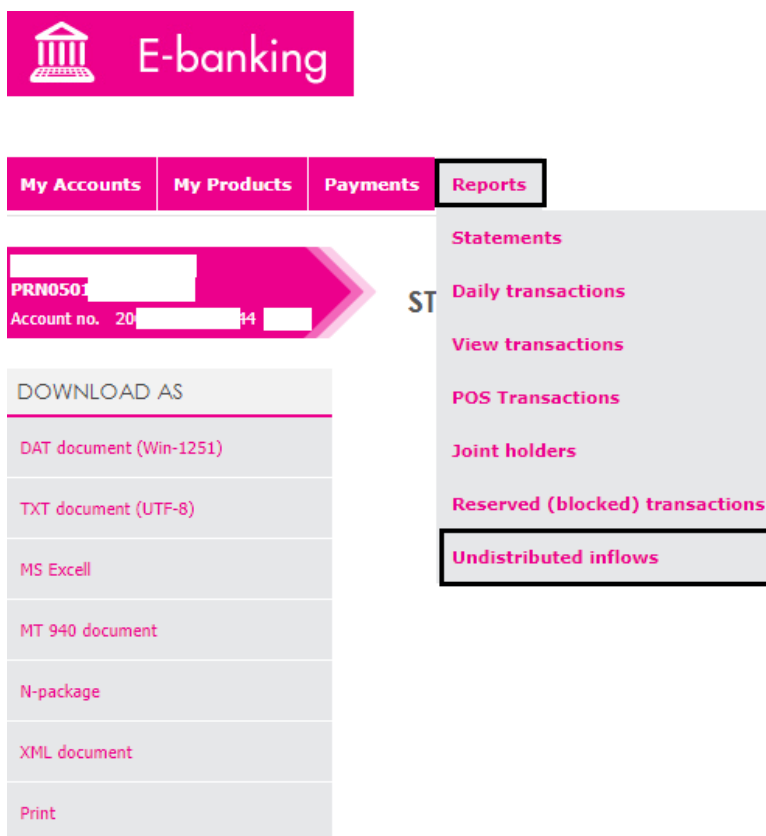 E-banking
My Accounts My Products Payments Reports
Statements
PRN0501
Account no. 20 44
ST
Daily transactions
View transactions
POS Transactions
Joint holders
Reserved (blocked) transactions
Undistributed inflows
DOWNLOAD AS
DAT document (Win-1251)
TXT document (UTF-8)
MS Excell
MT 940 document
N-package
XML document
Print